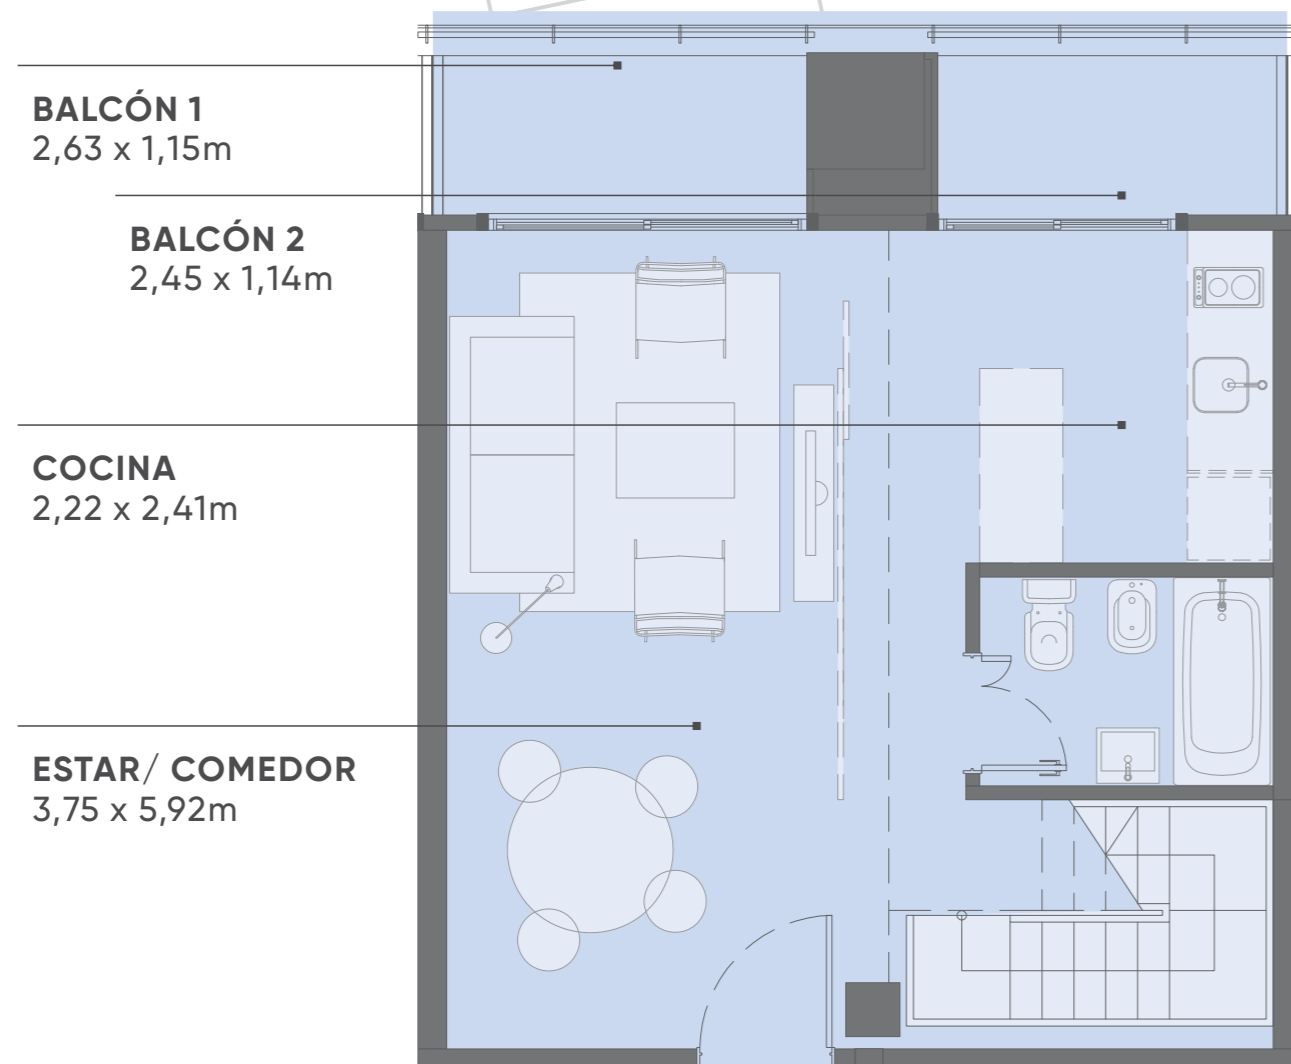 BALCÓN 1
2,63 x 1,15m
BALCÓN 2
2,45 x 1,14m
COCINA
2,22 x 2,41m
ESTAR/ COMEDOR
3,75 x 5,92m